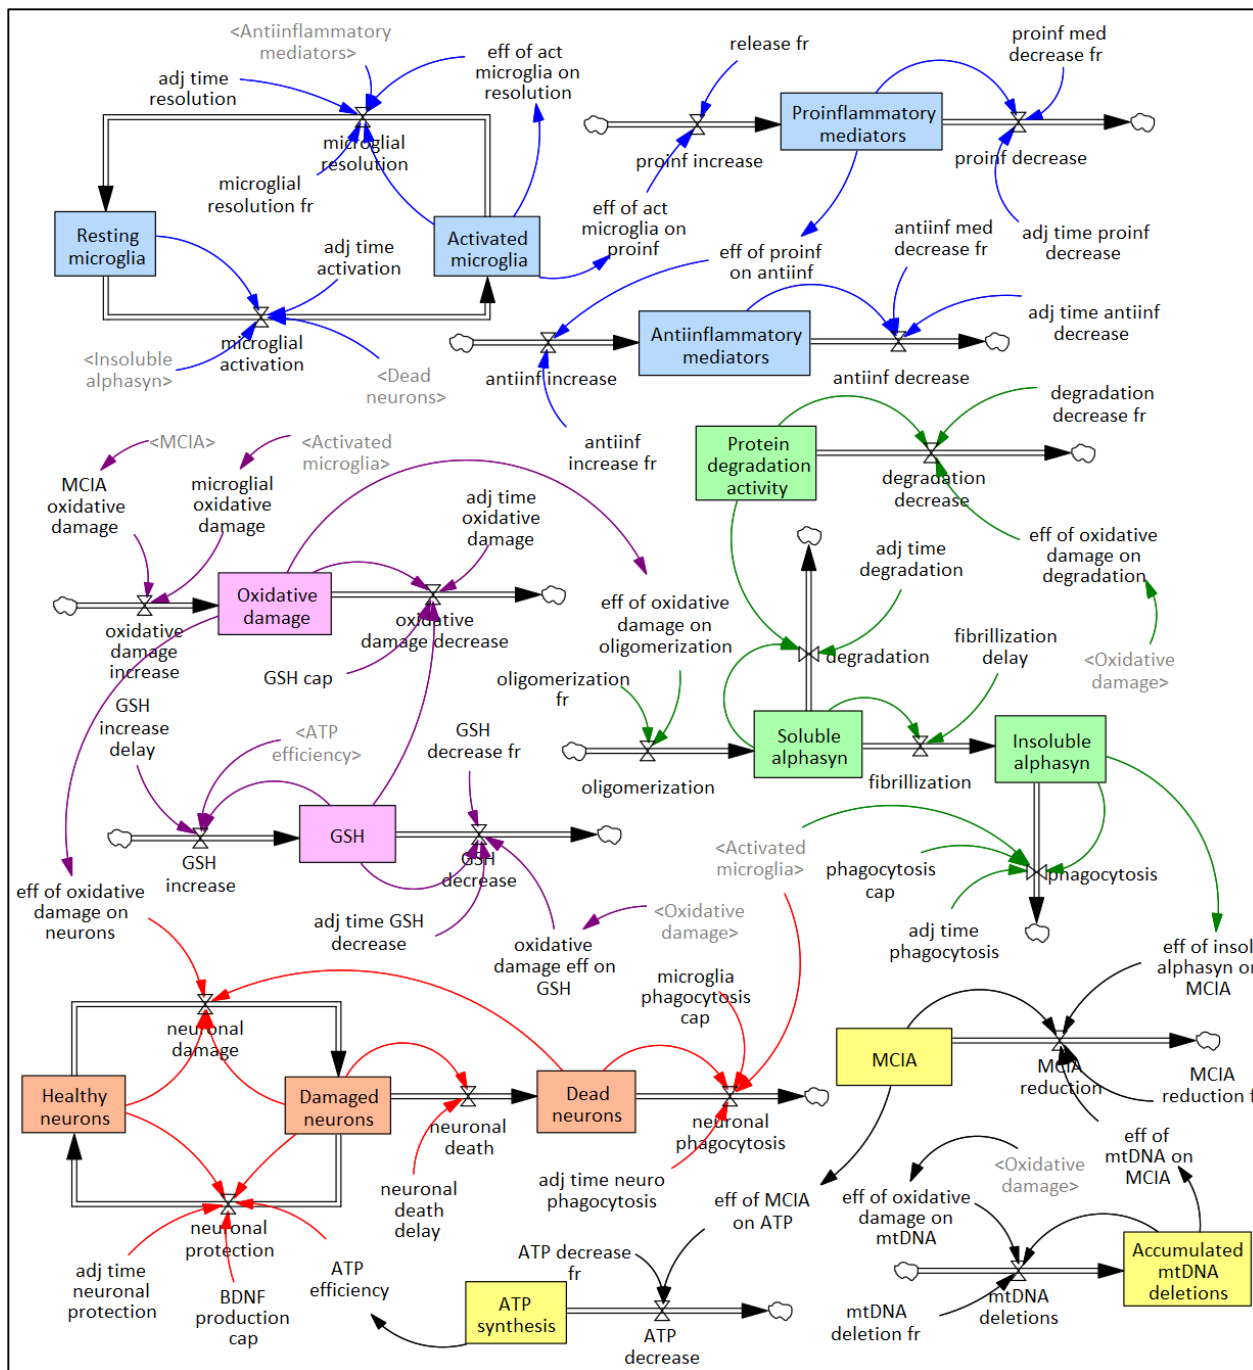 <Antiinflammatory
mediators>
adj time
resolution
eff of act
microglia on
resolution
microglial
resolution
microglial
resolution fr
Resting
microglia
Activated
microglia
adj time
activation
<Insoluble
alphasyn>
microglial
activation
<Dead
neurons>
release fr
proinf med
decrease fr
Proinflammatory
mediators
proinf increase
proinf decrease
eff of act
microglia on
proinf
eff of proinf
on antiinf
antiinf med
decrease fr
adj time proinf
decrease
Antiinflammatory
mediators
adj time antiinf
decrease
antiinf increase
antiinf decrease
antiinf
increase fr
degradation
decrease fr
Protein
degradation
activity
degradation
decrease
eff of oxidative
damage on
degradation
<Oxidative
damage>
<MCIA>
<Activated
microglia>
MCIA
oxidative
damage
microglial
oxidative
damage
adj time
oxidative
damage
Oxidative
damage
oxidative
damage
increase
oxidative
damage decrease
GSH cap
eff of oxidative
damage on
oligomerization
adj time
degradation
degradation
fibrillization
delay
oligomerization
fr
Soluble
alphasyn
Insoluble
alphasyn
oligomerization
fibrillization
GSH
increase
delay
<ATP
efficiency>
GSH
decrease fr
GSH
GSH
increase
GSH
decrease
adj time GSH
decrease
oxidative
damage eff on
GSH
<Oxidative
damage>
<Activated
microglia>
phagocytosis
cap
phagocytosis
adj time
phagocytosis
eff of insol
alphasyn on
MCIA
eff of oxidative
damage on
neurons
neuronal
damage
Healthy
neurons
Damaged
neurons
neuronal
death
Dead
neurons
microglia
phagocytosis
cap
neuronal
phagocytosis
adj time neuro
phagocytosis
neuronal
death
delay
neuronal
protection
adj time
neuronal
protection
BDNF
production
cap
ATP
efficiency
MCIA
MCIA
reduction
MCIA
reduction f
eff of
mtDNA on
MCIA
<Oxidative
damage>
eff of oxidative
damage on
mtDNA
eff of MCIA
on ATP
ATP decrease
fr
ATP
synthesis
ATP
decrease
mtDNA
deletion fr
mtDNA
deletions
Accumulated
mtDNA
deletions